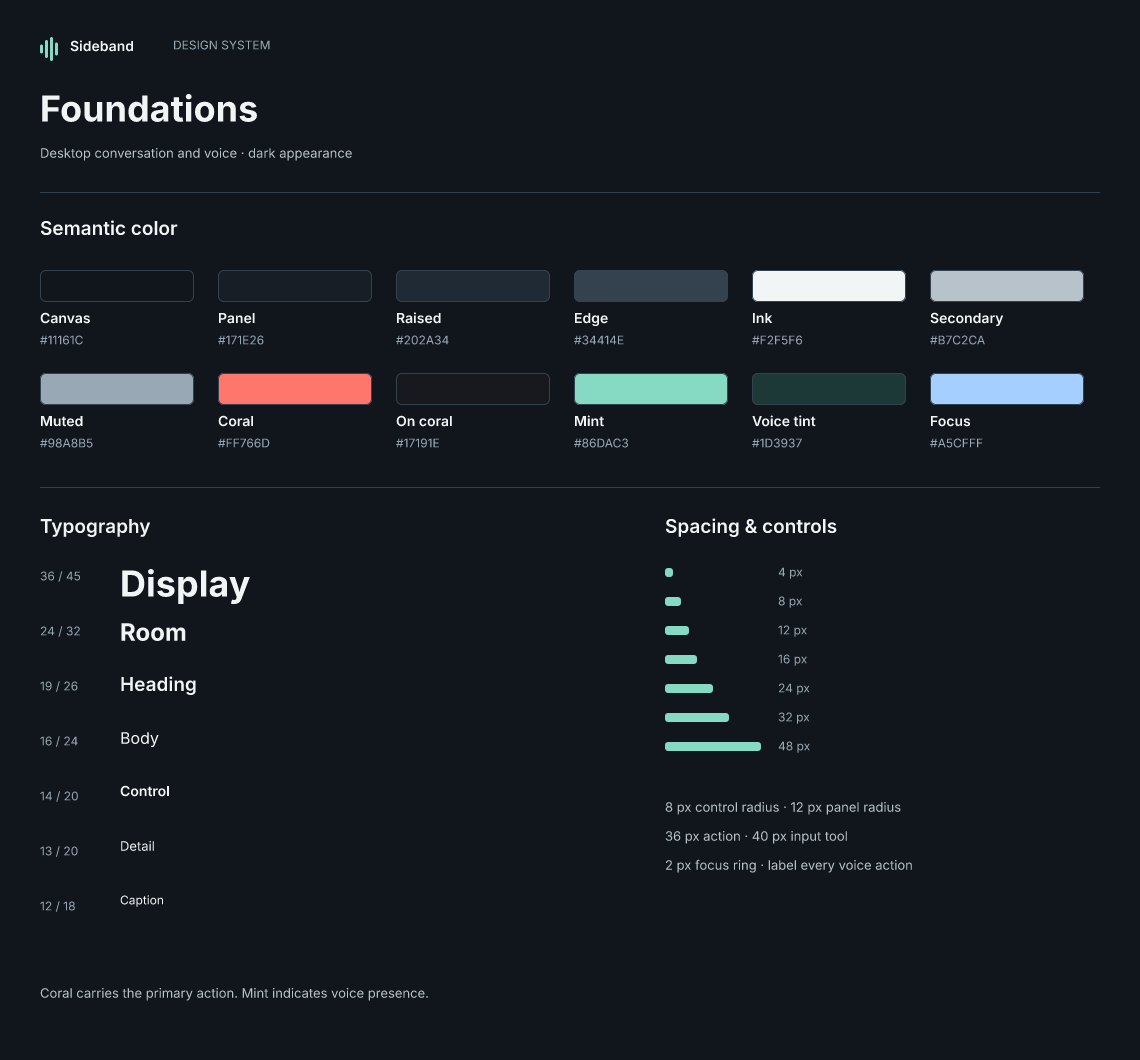 Sideband DESIGN SYSTEM
Foundations
Desktop conversation and voice · dark appearance
Semantic color
Canvas Panel Raised Edge Ink Secondary
#11161C #171E26 #202A34 #34414E #F2F5F6 #B7C2CA
Muted Coral On coral Mint Voice tint Focus
#98A8B5 #FF766D #17191E #86DAC3 #1D3937 #A5CFFF
Typography
36 / 45 Display
24 / 32 Room
19 / 26 Heading
16 / 24 Body
14 / 20 Control
13 / 20 Detail
12 / 18 Caption
Spacing & controls
4 px
8 px
12 px
16 px
24 px
32 px
48 px
8 px control radius · 12 px panel radius
36 px action · 40 px input tool
2 px focus ring · label every voice action
Coral carries the primary action. Mint indicates voice presence.